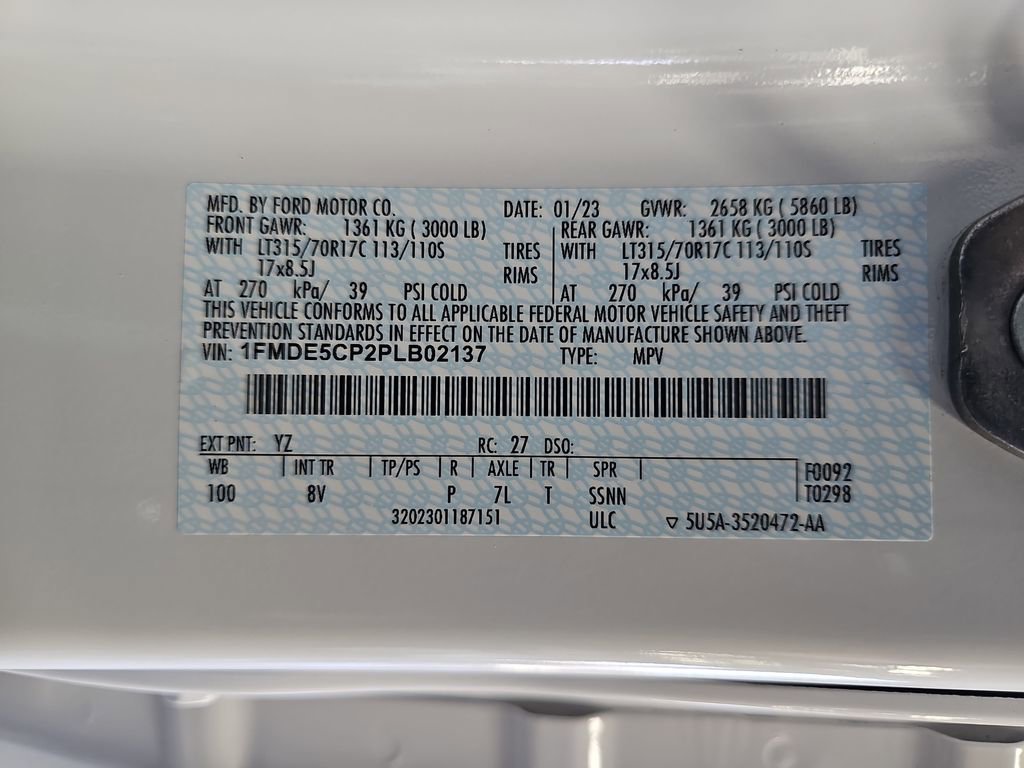 MFD. BY FORD MOTOR CO. DATE: 01/23 GVWR: 2658 KG ( 5860 LB)
FRONT GAWR: 1361 KG ( 3000 LB) REAR GAWR: 1361 KG ( 3000 LB)
WITH LT315/70R17C 113/110S TIRES WITH LT315/70R17C 113/110S TIRES
17x8.5J RIMS 17x8.5J RIMS
AT 270 kPa/ 39 PSI COLD AT 270 kPa/ 39 PSI COLD
THIS VEHICLE CONFORMS TO ALL APPLICABLE FEDERAL MOTOR VEHICLE SAFETY AND THEFT
PREVENTION STANDARDS IN EFFECT ON THE DATE OF MANUFACTURE SHOWN ABOVE.
VIN: 1FMDE5CP2PLB02137 TYPE: MPV
EXT PNT: YZ RC: 27 DSO:
WB INT TR TP/PS R AXLE TR SPR F0092
100 8V P 7L T SSNN T0298
3202301187151 ULC ▽ 5U5A-3520472-AA